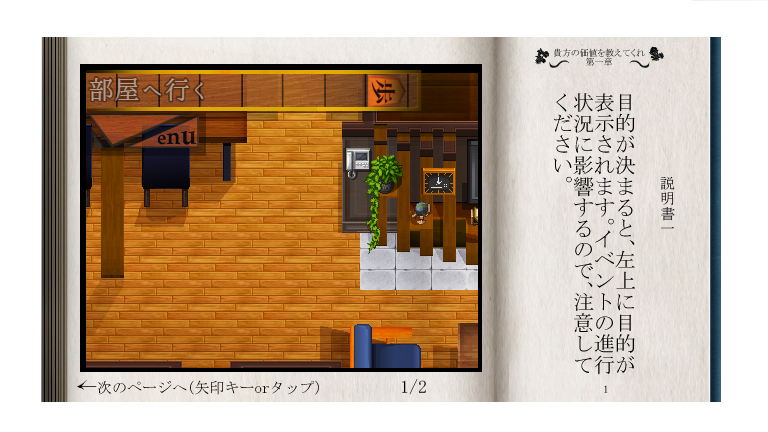 貴方の価値を教えてくれ
第一章
説明書一
目的が決まると、左上に目的が
表示されます。イベントの進行
状況に影響するので、注意して
ください。
1
部屋へ行く
歩
enu
←次のページへ(矢印キーorタップ)
1/2